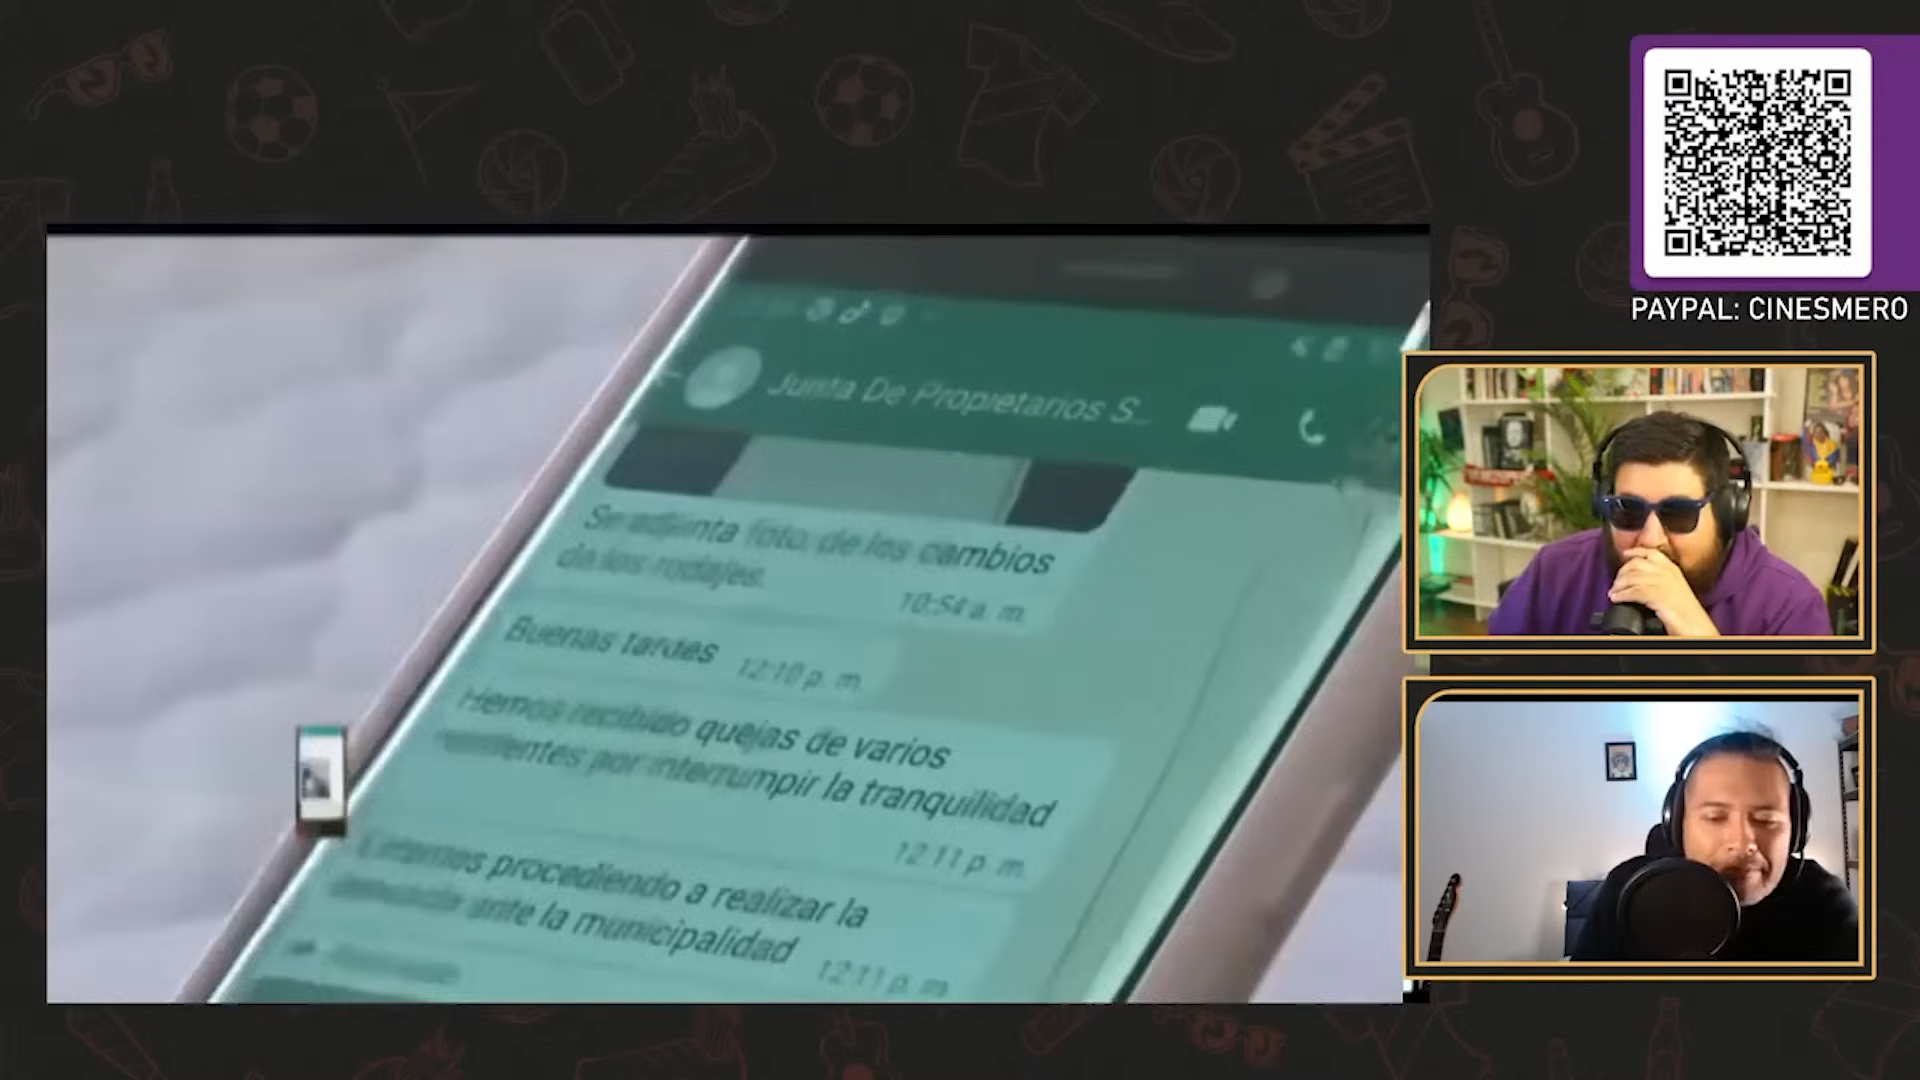 PAYPAL: CINESMERO
Junta De Propietarios S...
Se adjunta foto de los cambios
de los rodajes.
10:54 a. m.
Buenas tardes
12:10 p. m.
Hemos recibido quejas de varios
por interrumpir la tranquilidad
12:11 p. m.
procediendo a realizar la
ante la municipalidad
12:11 p. m.